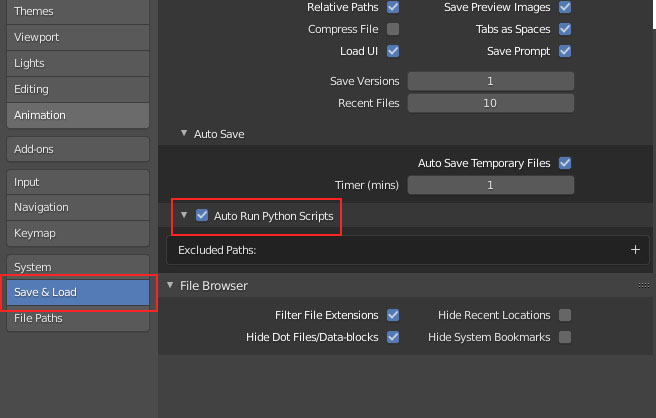 Themes
Viewport
Lights
Editing
Animation
Add-ons
Input
Navigation
Keymap
System
Save & Load
File Paths
Relative Paths
Save Preview Images
Compress File
Tabs as Spaces
Load UI
Save Prompt
Save Versions 1
Recent Files 10
Auto Save
Auto Save Temporary Files
Timer (mins) 1
Auto Run Python Scripts
Excluded Paths: +
File Browser
Filter File Extensions
Hide Recent Locations
Hide Dot Files/Data-blocks
Hide System Bookmarks